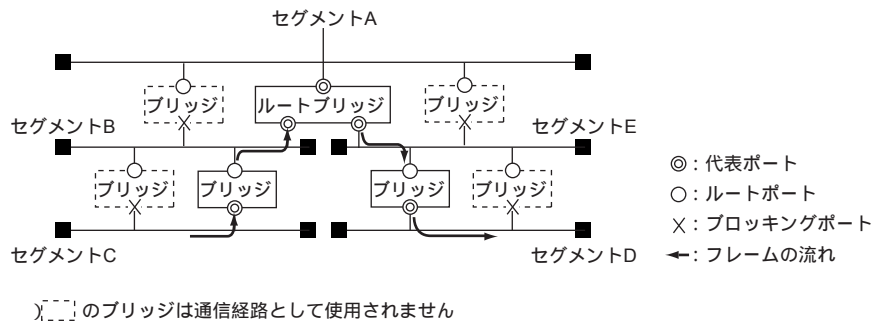 セグメントA
ブリッジ
ルートブリッジ
ブリッジ
セグメントB
セグメントE
ブリッジ
ブリッジ
ブリッジ
ブリッジ
セグメントC
セグメントD
◎：代表ポート
○：ルートポート
×：ブロッキングポート
←：フレームの流れ
)のブリッジは通信経路として使用されません